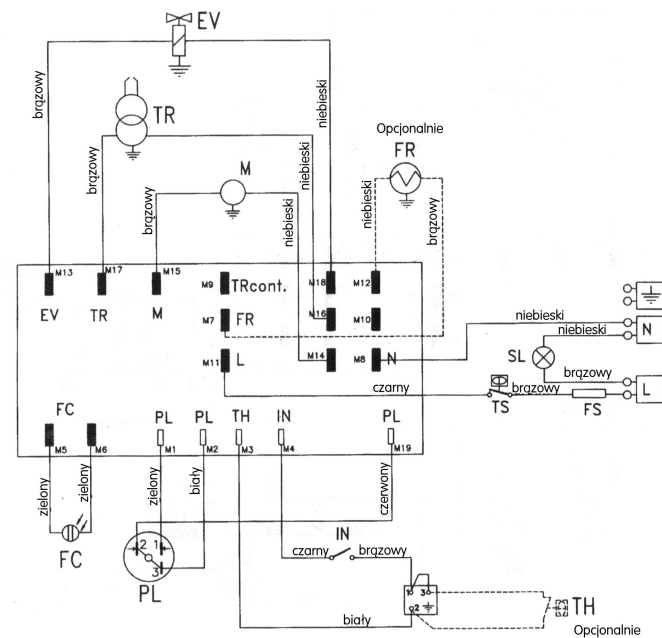 EV
brązowy
niebieski
TR
brązowy
niebieski
Opcjonalnie
FR
M
brązowy
niebieski
niebieski
brązowy
M13
M17
M15
M9
TRcont.
M18
M12
EV
TR
M
M7
FR
M16
M10
niebieski
N
niebieski
M11
L
M14
M8
N
SL
brązowy
czarny
brązowy
L
TS
FS
FC
PL
PL
TH
IN
PL
M5
M6
M1
M2
M3
M4
M19
zielony
zielony
zielony
biały
czerwony
FC
2
1
3
PL
IN
czarny
brązowy
1
3
2
biały
TH
Opcjonalnie